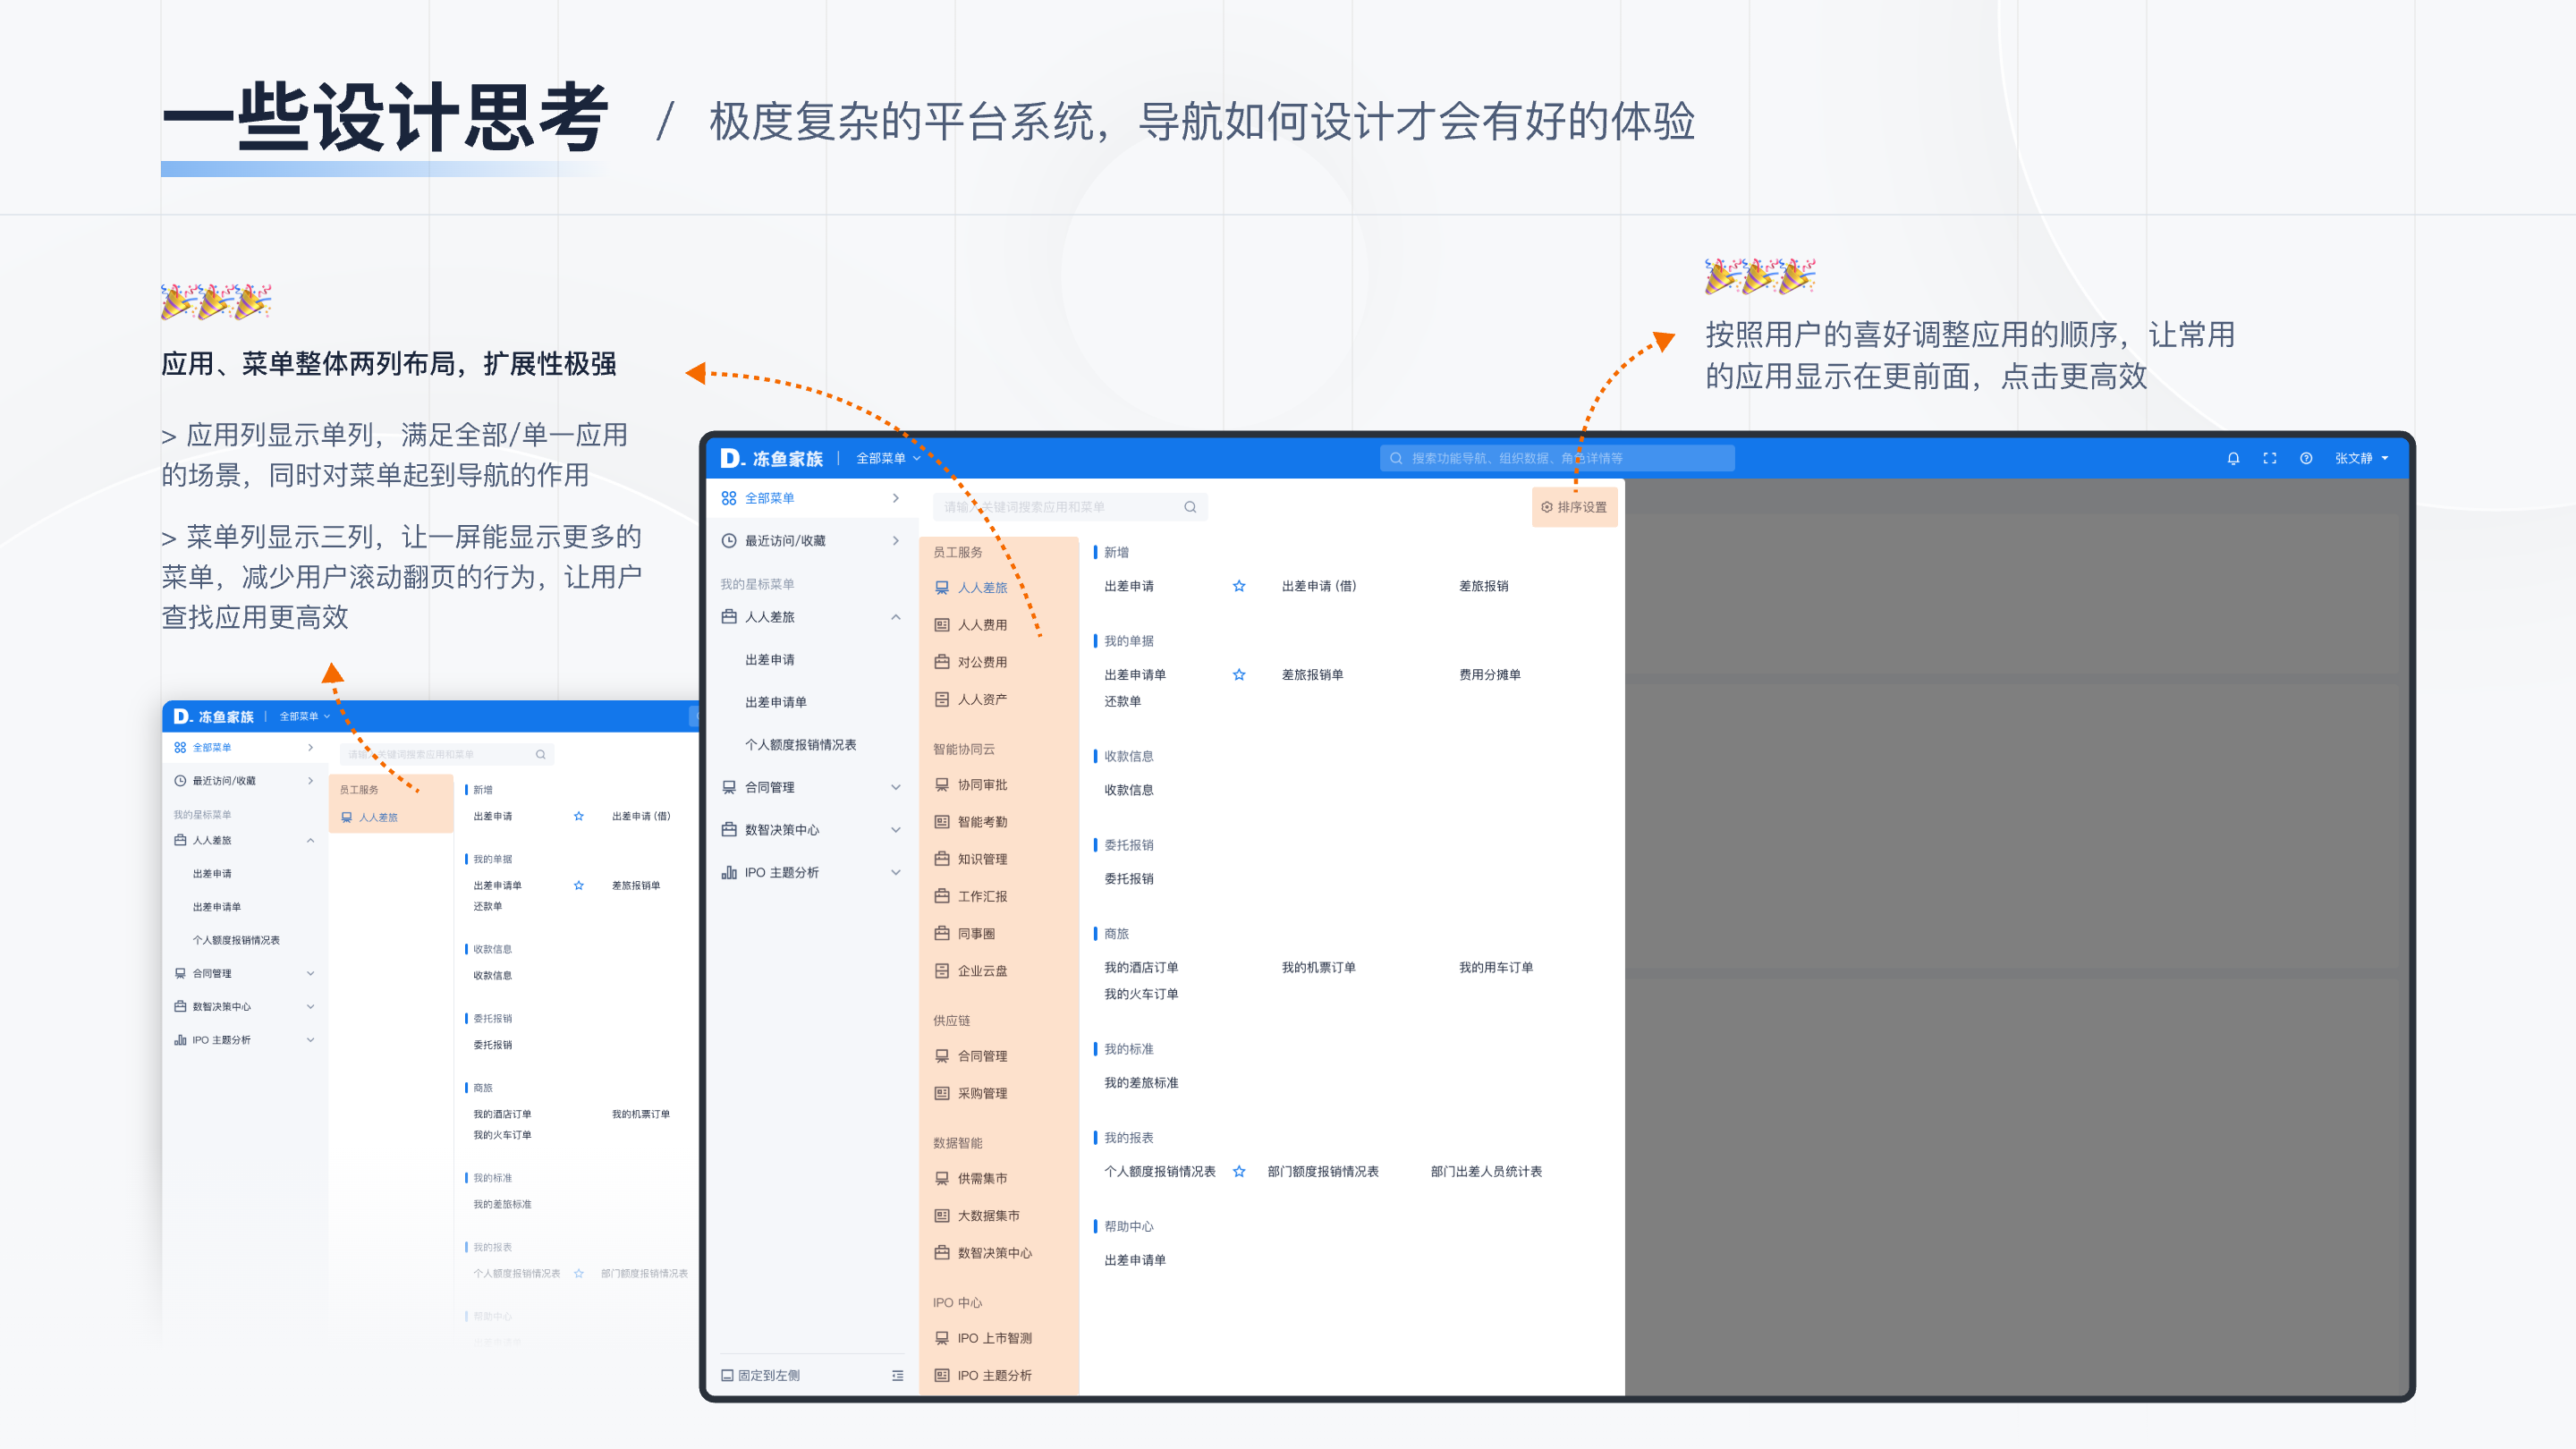 一些设计思考 / 极度复杂的平台系统，导航如何设计才会有好的体验
应用、菜单整体两列布局，扩展性极强
> 应用列显示单列，满足全部/单一应用
的场景，同时对菜单起到导航的作用
> 菜单列显示三列，让一屏能显示更多的
菜单，减少用户滚动翻页的行为，让用户
查找应用更高效
按照用户的喜好调整应用的顺序，让常用
的应用显示在更前面，点击更高效
D. 冻鱼家族 | 全部菜单
全部菜单
最近访问/收藏
我的星标菜单
人人差旅
出差申请
出差申请单
个人额度报销情况表
合同管理
数智决策中心
IPO 主题分析
请输入关键词搜索应用和菜单
员工服务
人人差旅
新增
出差申请 出差申请 (借)
我的单据
出差申请单 差旅报销单
还款单
收款信息
收款信息
委托报销
委托报销
商旅
我的酒店订单 我的机票订单
我的火车订单
我的标准
我的差旅标准
我的报表
个人额度报销情况表 部门额度报销情况表
帮助中心
D. 冻鱼家族 | 全部菜单
搜索功能导航、组织数据、角色详情等
张文静
全部菜单
最近访问/收藏
我的星标菜单
人人差旅
出差申请
出差申请单
个人额度报销情况表
合同管理
数智决策中心
IPO 主题分析
固定到左侧
请输入关键词搜索应用和菜单
排序设置
员工服务
人人差旅
人人费用
对公费用
人人资产
智能协同云
协同审批
智能考勤
知识管理
工作汇报
同事圈
企业云盘
供应链
合同管理
采购管理
数据智能
供需集市
大数据集市
数智决策中心
IPO 中心
IPO 上市智测
IPO 主题分析
新增
出差申请 出差申请 (借) 差旅报销
我的单据
出差申请单 差旅报销单 费用分摊单
还款单
收款信息
收款信息
委托报销
委托报销
商旅
我的酒店订单 我的机票订单 我的用车订单
我的火车订单
我的标准
我的差旅标准
我的报表
个人额度报销情况表 部门额度报销情况表 部门出差人员统计表
帮助中心
出差申请单